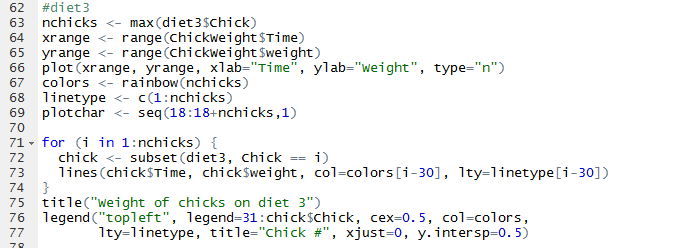 62 #diet3
63 nchicks <- max(diet3$Chick)
64 xrange <- range(ChickWeight$Time)
65 yrange <- range(ChickWeight$weight)
66 plot(xrange, yrange, xlab="Time", ylab="Weight", type="n")
67 colors <- rainbow(nchicks)
68 linetype <- c(1:nchicks)
69 plotchar <- seq(18:18+nchicks,1)
70
71 for (i in 1:nchicks) {
72   chick <- subset(diet3, Chick == i)
73   lines(chick$Time, chick$weight, col=colors[i-30], lty=linetype[i-30])
74 }
75 title("Weight of chicks on diet 3")
76 legend("topleft", legend=31:chick$Chick, cex=0.5, col=colors,
77        lty=linetype, title="Chick #", xjust=0, y.intersp=0.5)
78